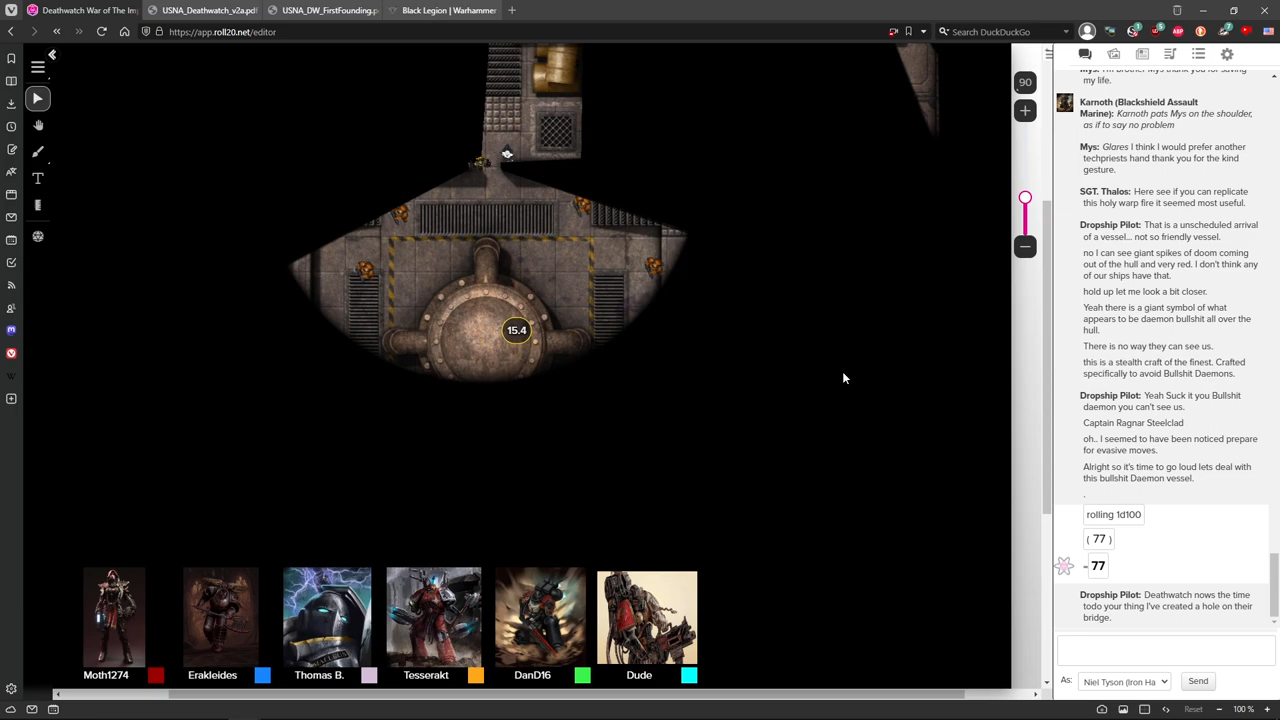 Deathwatch War of The Imp
USNA_Deathwatch_v2a.pdf
USNA_DW_FirstFounding.p
Black Legion | Warhammer
https://app.roll20.net/editor
Search DuckDuckGo
my life.
Karnoth (Blackshield Assault
Marine): Karnoth pats Mys on the shoulder,
as if to say no problem
Mys: Glares I think I would prefer another
techpriests hand thank you for the kind
gesture.
SGT. Thalos: Here see if you can replicate
this holy warp fire it seemed most useful.
Dropship Pilot: That is a unscheduled arrival
of a vessel... not so friendly vessel.
no I can see giant spikes of doom coming
out of the hull and very red. I don't think any
of our ships have that.
hold up let me look a bit closer.
Yeah there is a giant symbol of what
appears to be daemon bullshit all over the
hull.
There is no way they can see us.
this is a stealth craft of the finest. Crafted
specifically to avoid Bullshit Daemons.
Dropship Pilot: Yeah Suck it you Bullshit
daemon you can't see us.
Captain Ragnar Steelclad
oh.. I seemed to have been noticed prepare
for evasive moves.
Alright so it's time to go loud lets deal with
this bullshit Daemon vessel.
.
rolling 1d100
( 77 )
= 77
Dropship Pilot: Deathwatch nows the time
todo your thing I've created a hole on their
bridge.
As:
Niel Tyson (Iron Ha
Send
.90
15.4
Moth1274
Erakleides
Thomas B.
Tesserakt
DanD16
Dude
Reset
100 %